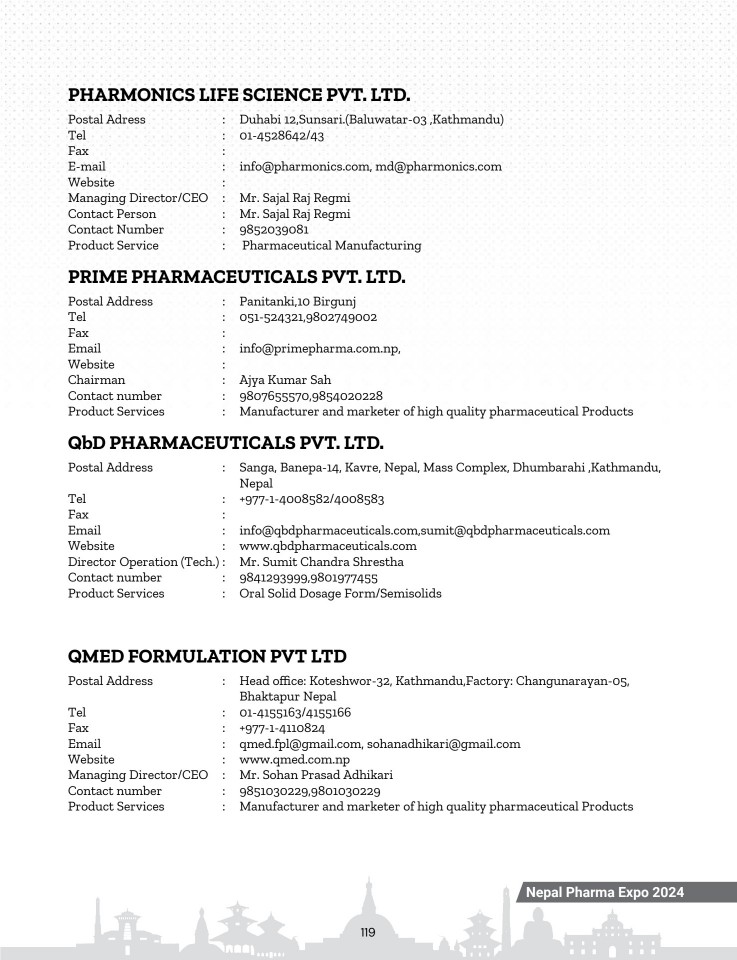 PHARMONICS LIFE SCIENCE PVT. LTD.
Postal Adress : Duhabi 12,Sunsari.(Baluwatar-03 ,Kathmandu)
Tel : 01-4528642/43
Fax :
E-mail : info@pharmonics.com, md@pharmonics.com
Website :
Managing Director/CEO : Mr. Sajal Raj Regmi
Contact Person : Mr. Sajal Raj Regmi
Contact Number : 9852039081
Product Service : Pharmaceutical Manufacturing
PRIME PHARMACEUTICALS PVT. LTD.
Postal Address : Panitanki,10 Birgunj
Tel : 051-524321,9802749002
Fax :
Email : info@primepharma.com.np,
Website :
Chairman : Ajya Kumar Sah
Contact number : 9807655570,9854020228
Product Services : Manufacturer and marketer of high quality pharmaceutical Products
QbD PHARMACEUTICALS PVT. LTD.
Postal Address : Sanga, Banepa-14, Kavre, Nepal, Mass Complex, Dhumbarahi ,Kathmandu,
Nepal
Tel : +977-1-4008582/4008583
Fax :
Email : info@qbdpharmaceuticals.com,sumit@qbdpharmaceuticals.com
Website : www.qbdpharmaceuticals.com
Director Operation (Tech.) : Mr. Sumit Chandra Shrestha
Contact number : 9841293999,9801977455
Product Services : Oral Solid Dosage Form/Semisolids
QMED FORMULATION PVT LTD
Postal Address : Head office: Koteshwor-32, Kathmandu,Factory: Changunarayan-05,
Bhaktapur Nepal
Tel : 01-4155163/4155166
Fax : +977-1-4110824
Email : qmed.fpl@gmail.com, sohanadhikari@gmail.com
Website : www.qmed.com.np
Managing Director/CEO : Mr. Sohan Prasad Adhikari
Contact number : 9851030229,9801030229
Product Services : Manufacturer and marketer of high quality pharmaceutical Products
Nepal Pharma Expo 2024
119